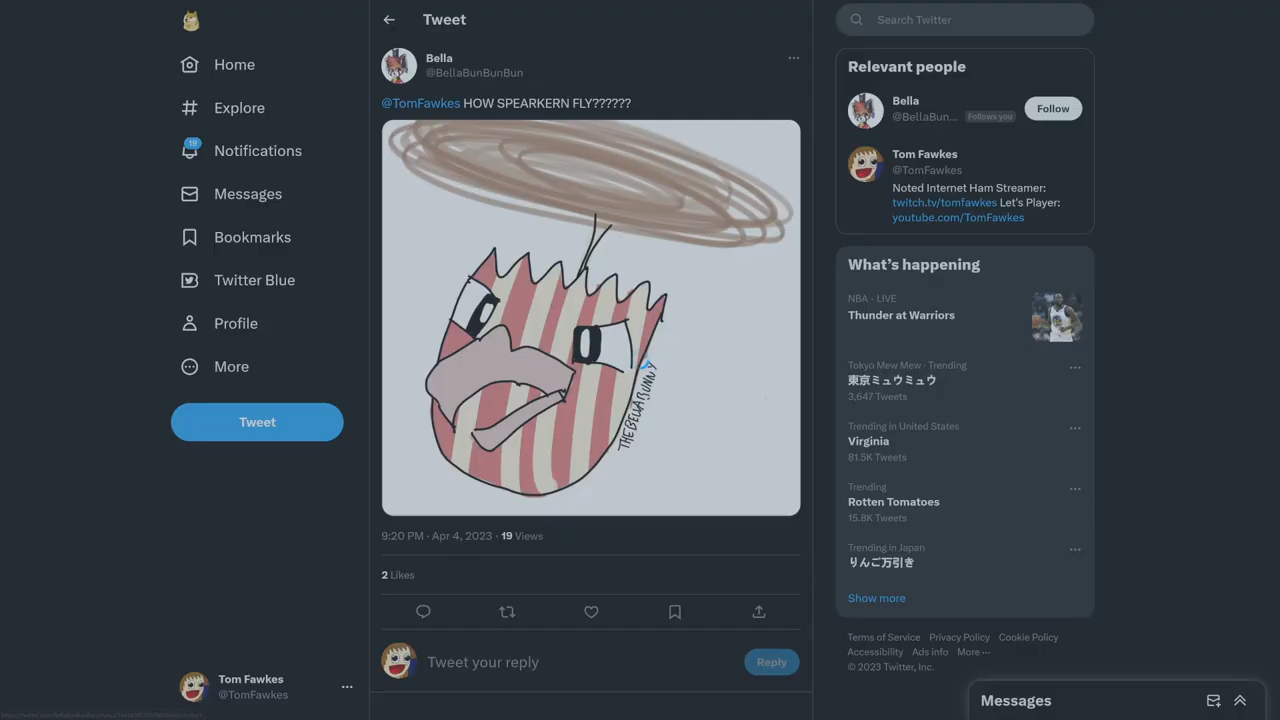 Home
Explore
19
Notifications
Messages
Bookmarks
Twitter Blue
Profile
More
Tweet
Tom Fawkes
@TomFawkes
Tweet
Bella
@BellaBunBunBun
@TomFawkes HOW SPEARKERN FLY??????
THEBELLABUNNY
9:20 PM · Apr 4, 2023 · 19 Views
2 Likes
Tweet your reply
Reply
Search Twitter
Relevant people
Bella
@BellaBun... Follows you
Follow
Tom Fawkes
@TomFawkes
Noted Internet Ham Streamer:
twitch.tv/tomfawkes Let's Player:
youtube.com/TomFawkes
What's happening
NBA · LIVE
Thunder at Warriors
Tokyo Mew Mew · Trending
東京ミュウミュウ
3,647 Tweets
Trending in United States
Virginia
81.5K Tweets
Trending
Rotten Tomatoes
15.8K Tweets
Trending in Japan
りんご万引き
Show more
Terms of Service Privacy Policy Cookie Policy
Accessibility Ads info More ···
© 2023 Twitter, Inc.
Messages